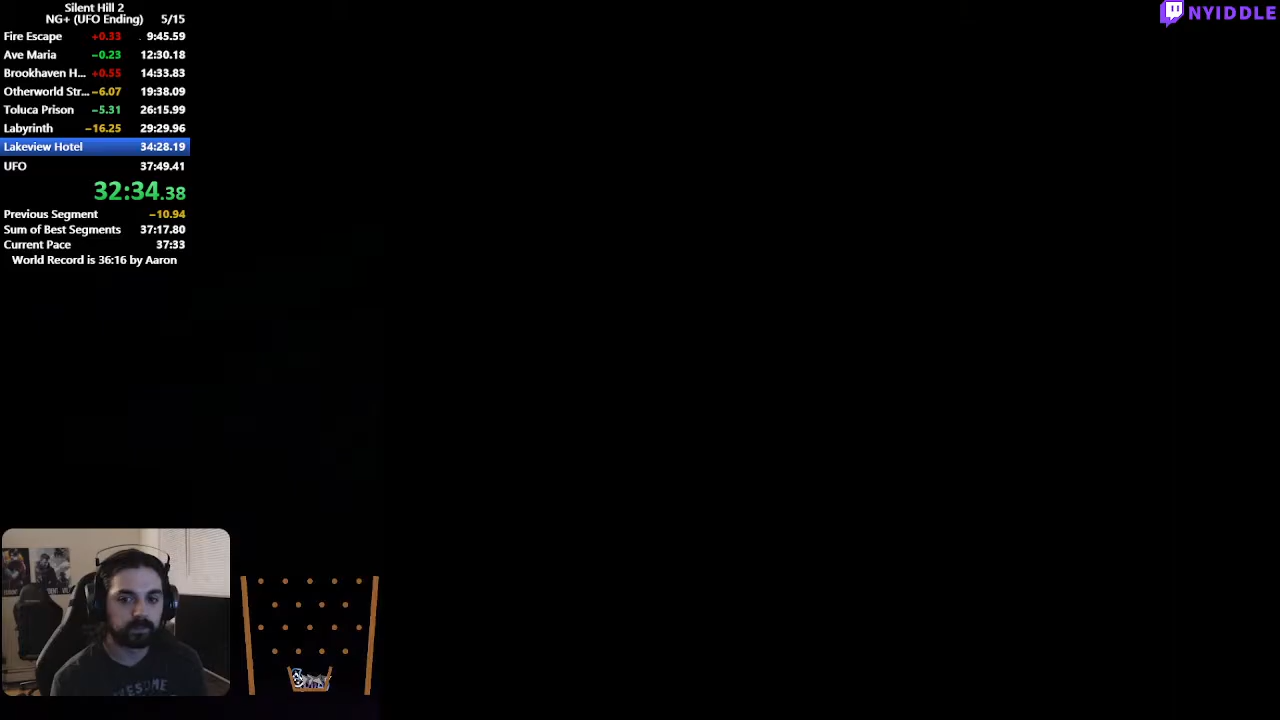 Silent Hill 2
NG+ (UFO Ending) 5/15
Fire Escape +0.33 9:45.59
Ave Maria −0.23 12:30.18
Brookhaven H... +0.55 14:33.83
Otherworld Str... −6.07 19:38.09
Toluca Prison −5.31 26:15.99
Labyrinth −16.25 29:29.96
Lakeview Hotel 34:28.19
UFO 37:49.41
32:34.38
Previous Segment −10.94
Sum of Best Segments 37:17.80
Current Pace 37:33
World Record is 36:16 by Aaron
NYIDDLE
AWESOME